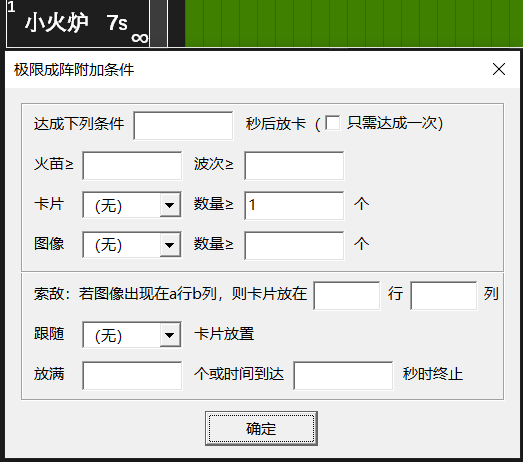 1
小火炉 7s
∞
极限成阵附加条件
达成下列条件 秒后放卡（ 只需达成一次）
火苗≥ 波次≥
卡片 （无） 数量≥ 1 个
图像 （无） 数量≥ 个
索敌：若图像出现在a行b列，则卡片放在 行 列
跟随 （无） 卡片放置
放满 个或时间到达 秒时终止
确定